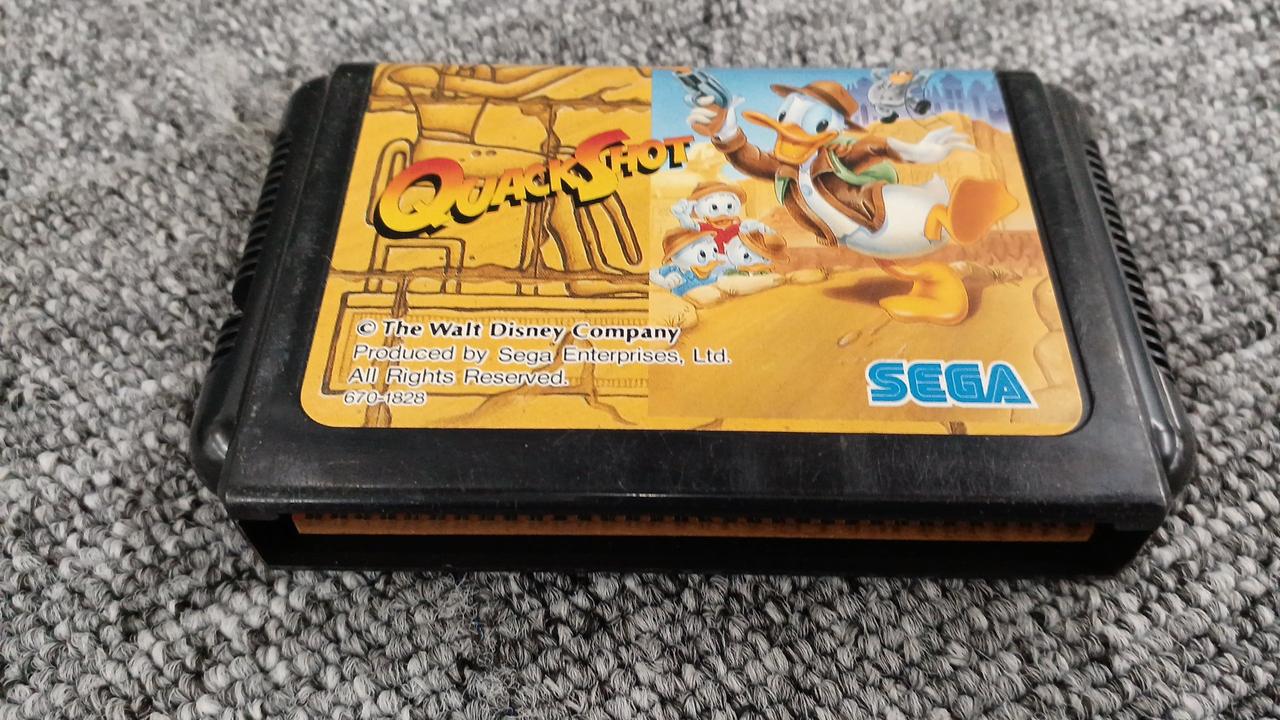 QUACKSHOT
© The Walt Disney Company
Produced by Sega Enterprises, Ltd.
All Rights Reserved.
670-1828
SEGA